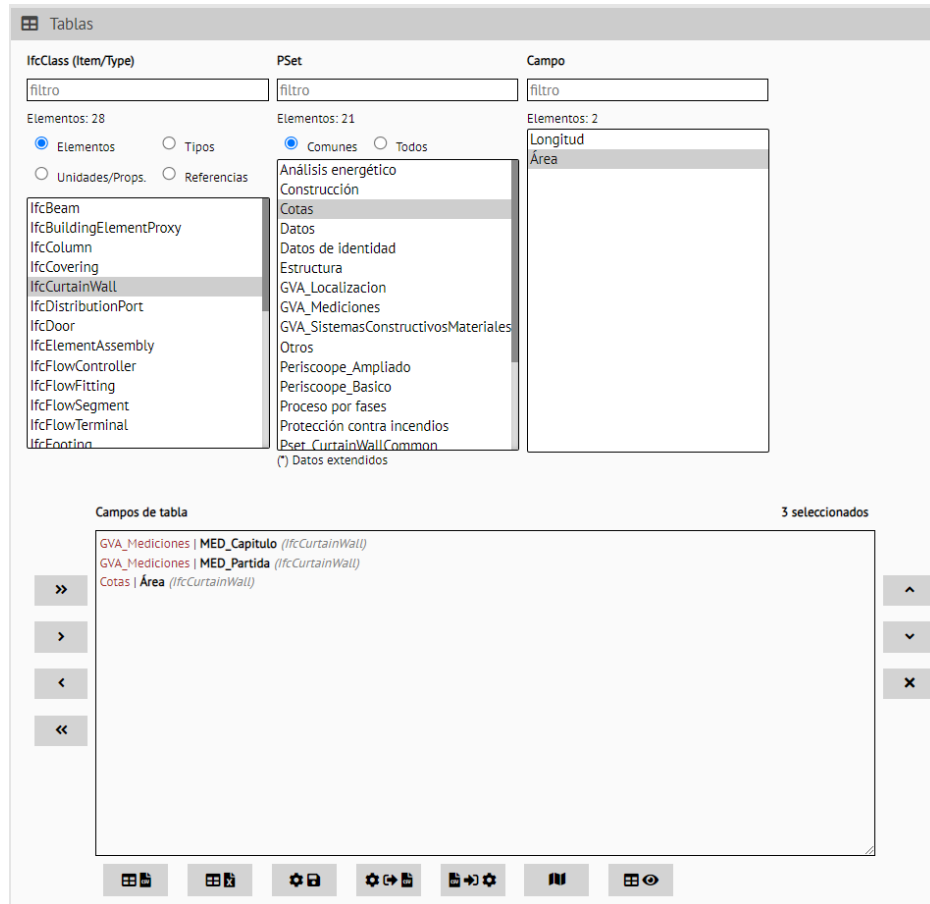 Tablas
IfcClass (Item/Type)
filtro
Elementos: 28
Elementos
Tipos
Unidades/Props.
Referencias
IfcBeam
IfcBuildingElementProxy
IfcColumn
IfcCovering
IfcCurtainWall
IfcDistributionPort
IfcDoor
IfcElementAssembly
IfcFlowController
IfcFlowFitting
IfcFlowSegment
IfcFlowTerminal
IfcFooting
PSet
filtro
Elementos: 21
Comunes
Todos
Análisis energético
Construcción
Cotas
Datos
Datos de identidad
Estructura
GVA_Localizacion
GVA_Mediciones
GVA_SistemasConstructivosMateriales
Otros
Periscoope_Ampliado
Periscoope_Basico
Proceso por fases
Protección contra incendios
Pset_CurtainWallCommon
(*) Datos extendidos
Campo
filtro
Elementos: 2
Longitud
Área
Campos de tabla
3 seleccionados
GVA_Mediciones | MED_Capitulo (IfcCurtainWall)
GVA_Mediciones | MED_Partida (IfcCurtainWall)
Cotas | Área (IfcCurtainWall)